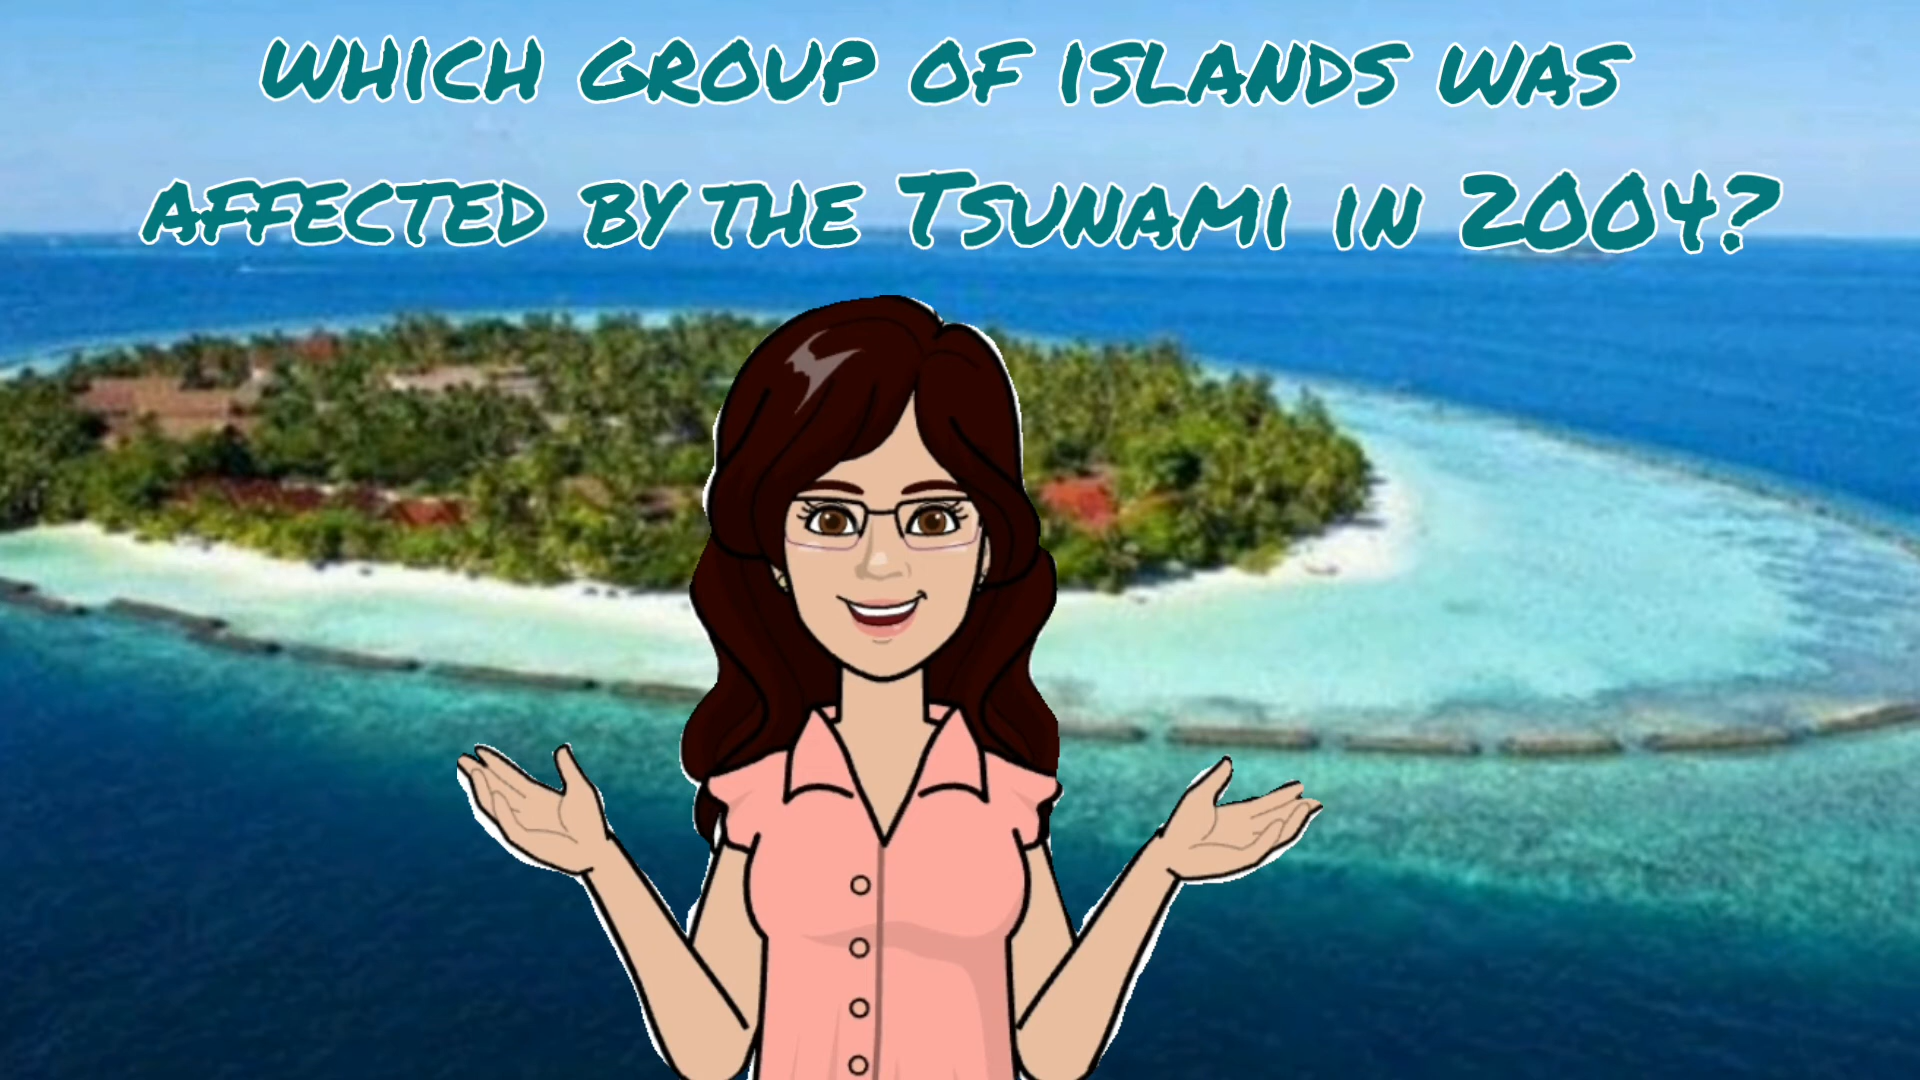 WHICH GROUP OF ISLANDS WAS
AFFECTED BY THE TSUNAMI IN 2004?